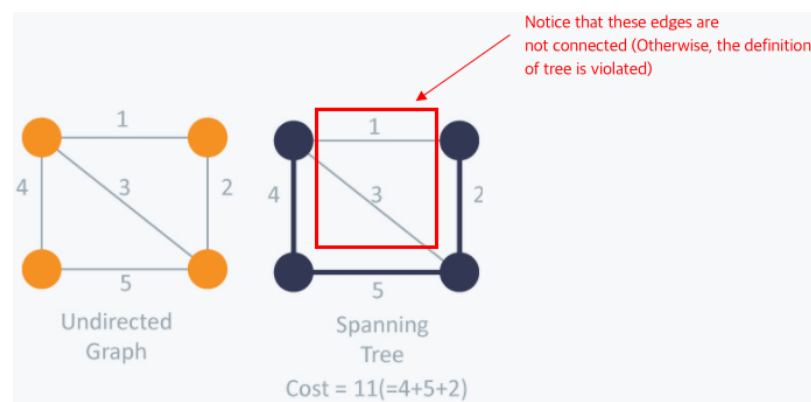 Notice that these edges are
not connected (Otherwise, the definition
of tree is violated)
1
4
3
2
5
Undirected
Graph
1
4
3
2
5
Spanning
Tree
Cost = 11(=4+5+2)